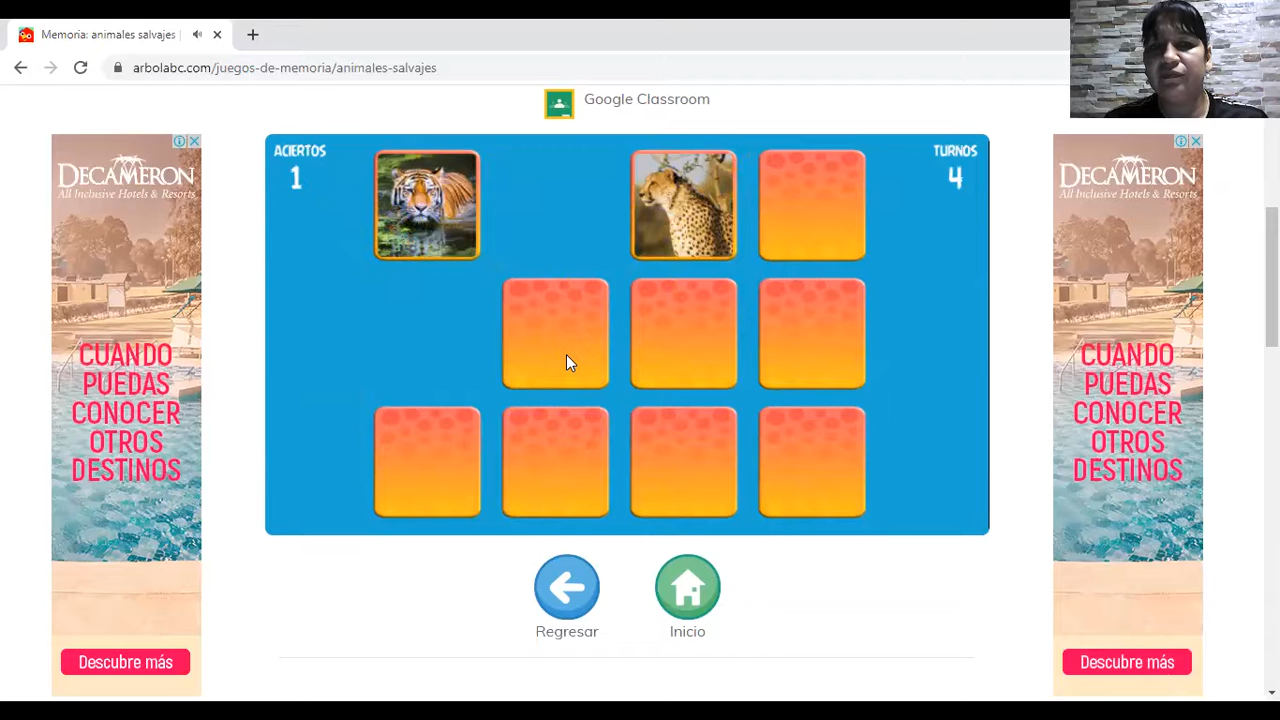 Memoria: animales salvajes
arbolabc.com/juegos-de-memoria/animales-salvajes
Google Classroom
DECAMERON
All Inclusive Hotels & Resorts
CUANDO
PUEDAS
CONOCER
OTROS
DESTINOS
Descubre más
ACIERTOS
1
TURNOS
4
Regresar
Inicio
DECAMERON
All Inclusive Hotels & Resorts
CUANDO
PUEDAS
CONOCER
OTROS
DESTINOS
Descubre más